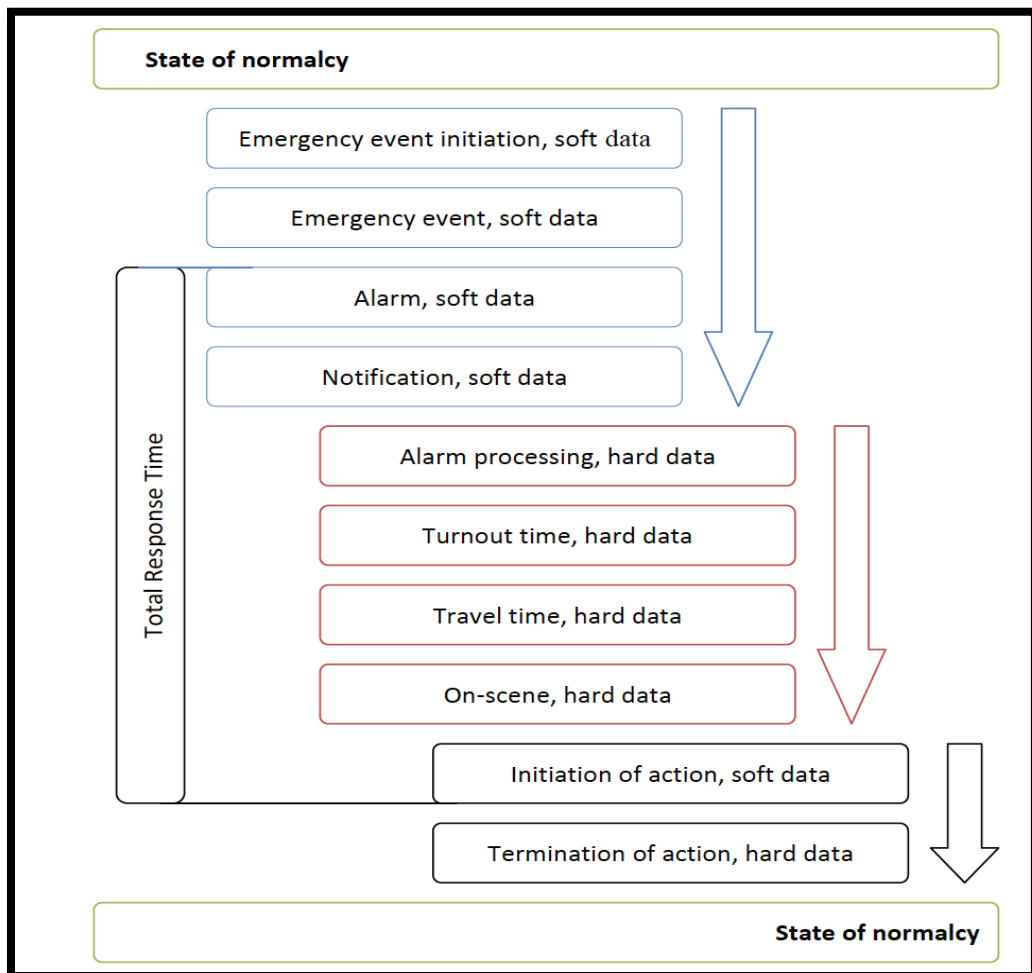 State of normalcy
Emergency event initiation, soft data
Emergency event, soft data
Alarm, soft data
Notification, soft data
Total Response Time
Alarm processing, hard data
Turnout time, hard data
Travel time, hard data
On-scene, hard data
Initiation of action, soft data
Termination of action, hard data
State of normalcy